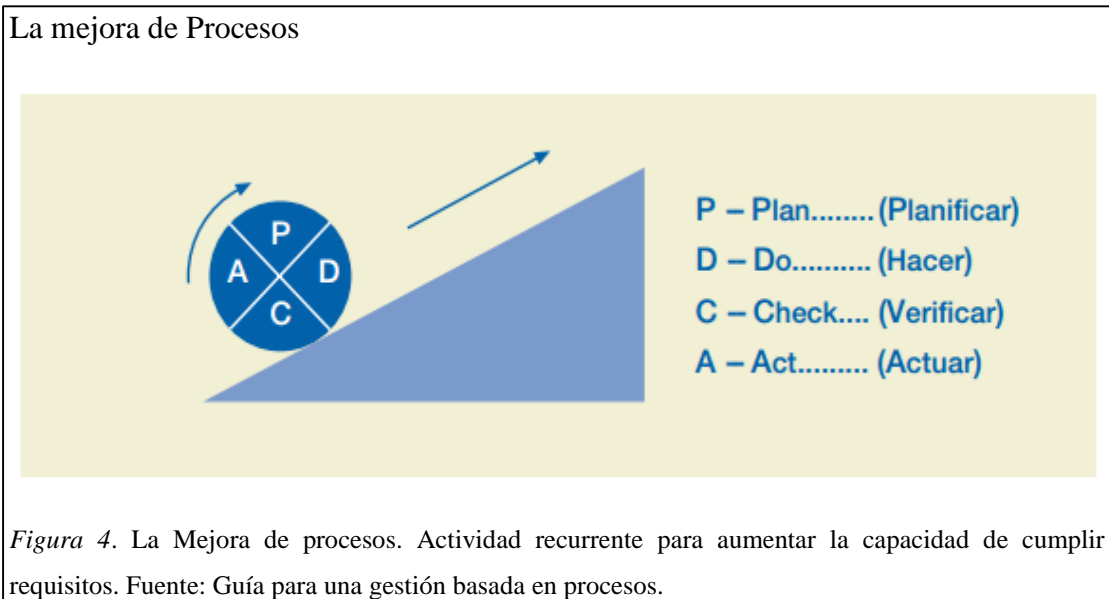 La mejora de Procesos
P
A
D
C
P – Plan........ (Planificar)
D – Do.......... (Hacer)
C – Check.... (Verificar)
A – Act......... (Actuar)
Figura 4. La Mejora de procesos. Actividad recurrente para aumentar la capacidad de cumplir
requisitos. Fuente: Guía para una gestión basada en procesos.